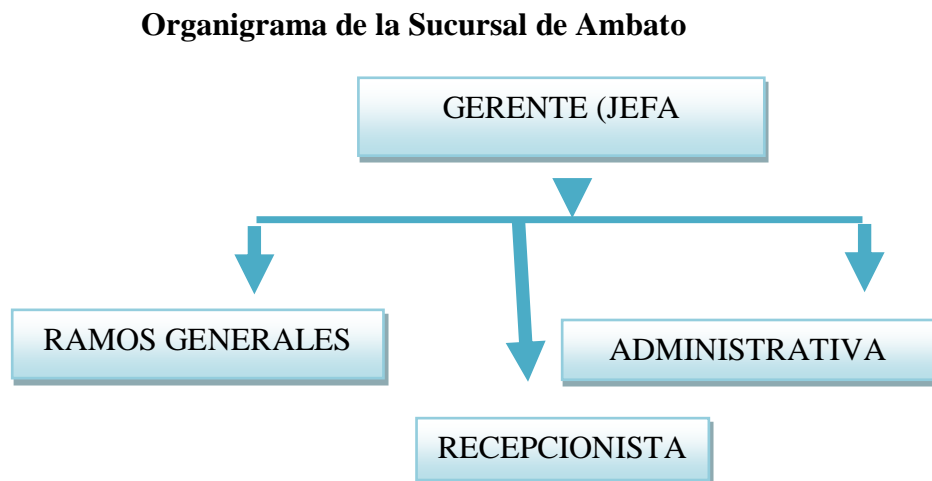 Organigrama de la Sucursal de Ambato
GERENTE (JEFA
RAMOS GENERALES
ADMINISTRATIVA
RECEPCIONISTA